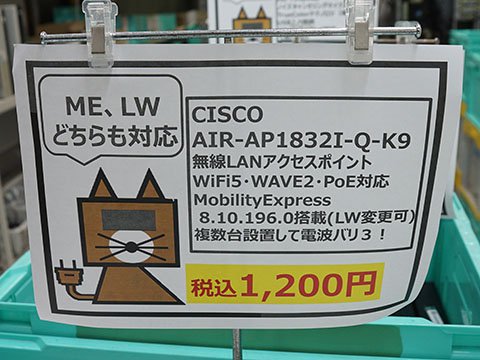 ME、LW
どちらも対応
CISCO
AIR-AP1832I-Q-K9
無線LANアクセスポイント
WiFi5・WAVE2・PoE対応
MobilityExpress
8.10.196.0搭載(LW変更可)
複数台設置して電波バリ3！
税込1,200円